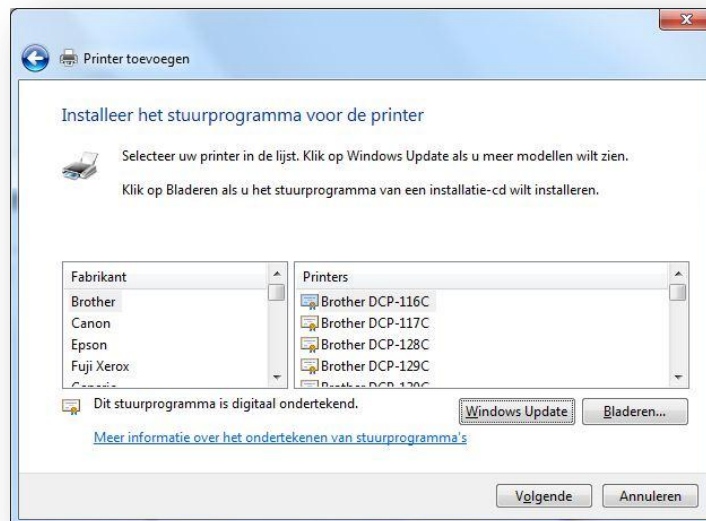 Printer toevoegen
Installeer het stuurprogramma voor de printer
Selecteer uw printer in de lijst. Klik op Windows Update als u meer modellen wilt zien.
Klik op Bladeren als u het stuurprogramma van een installatie-cd wilt installeren.
Fabrikant
Brother
Canon
Epson
Fuji Xerox
Printers
Brother DCP-116C
Brother DCP-117C
Brother DCP-128C
Brother DCP-129C
Dit stuurprogramma is digitaal ondertekend.
Windows Update
Bladeren...
Meer informatie over het ondertekenen van stuurprogramma's
Volgende
Annuleren